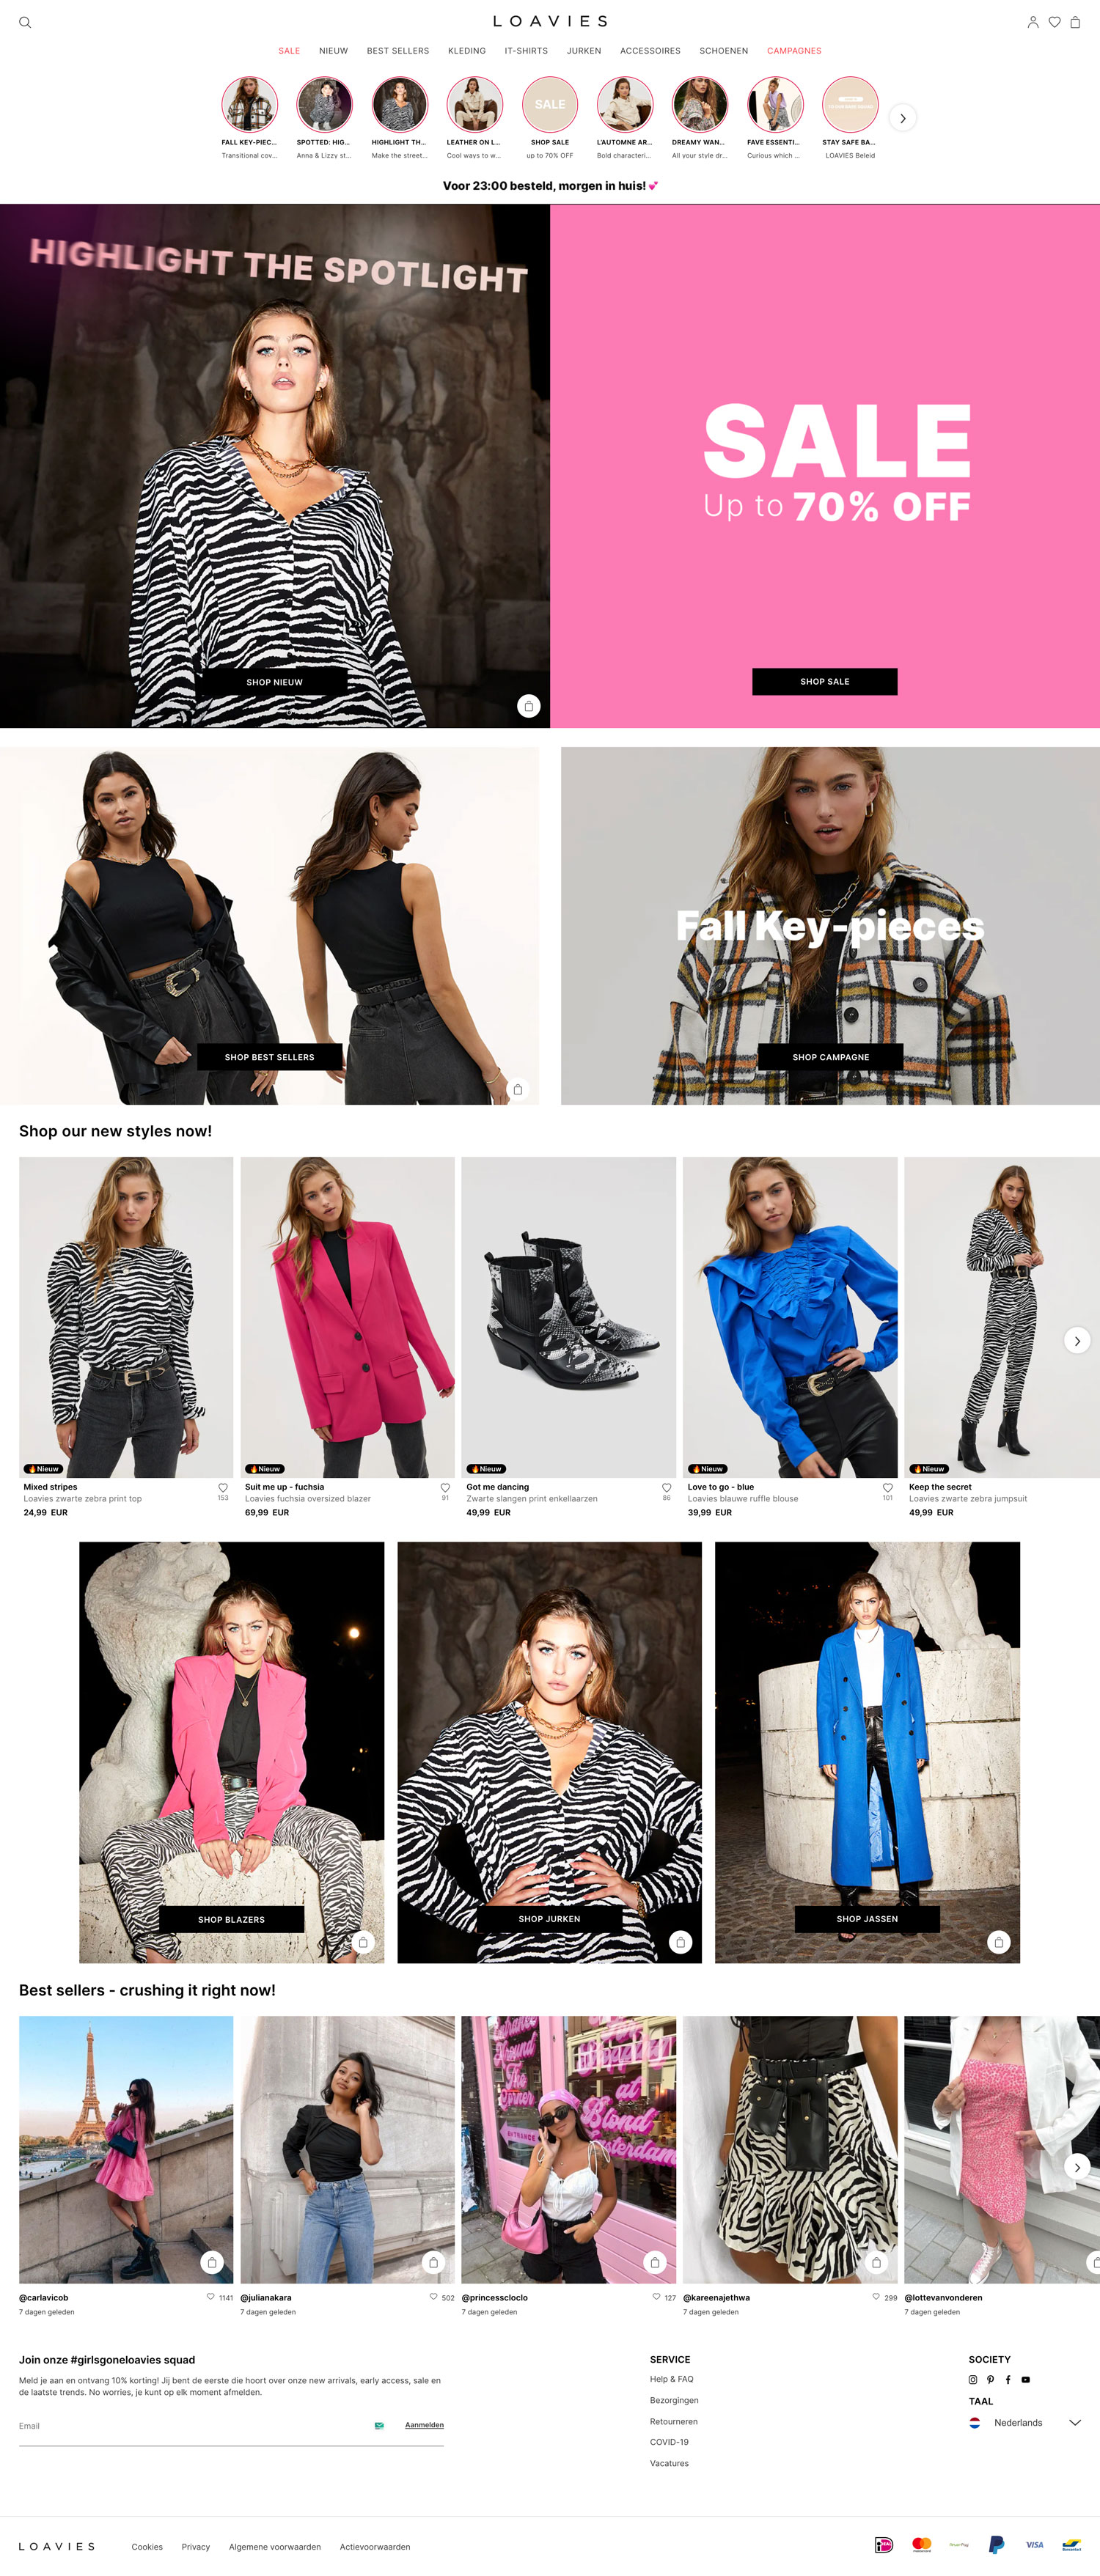 LOAVIES
SALE NIEUW BEST SELLERS KLEDING IT-SHIRTS JURKEN ACCESSOIRES SCHOENEN CAMPAGNES
SALE
FALL KEY-PIEC... SPOTTED: HIG... HIGHLIGHT TH... LEATHER ON L... SHOP SALE L'AUTOMNE AR... DREAMY WAN... FAVE ESSENTI... STAY SAFE BA...
Transitional cov... Anna & Lizzy st... Make the street... Cool ways to w... up to 70% OFF Bold characteri... All your style dr... Curious which ... LOAVIES Beleid
Voor 23:00 besteld, morgen in huis! 💕
HIGHLIGHT THE SPOTLIGHT
SALE
Up to 70% OFF
SHOP NIEUW
SHOP SALE
Fall Key-pieces
SHOP BEST SELLERS
SHOP CAMPAGNE
Shop our new styles now!
🔥Nieuw 🔥Nieuw 🔥Nieuw 🔥Nieuw 🔥Nieuw
Mixed stripes
Loavies zwarte zebra print top 153
24,99 EUR
Suit me up - fuchsia
Loavies fuchsia oversized blazer 91
69,99 EUR
Got me dancing
Zwarte slangen print enkellaarzen 86
49,99 EUR
Love to go - blue
Loavies blauwe ruffle blouse 101
39,99 EUR
Keep the secret
Loavies zwarte zebra jumpsuit
49,99 EUR
SHOP BLAZERS
SHOP JURKEN
SHOP JASSEN
Best sellers - crushing it right now!
Around
The
Corner
ENTRANCE
at
Blond
@carlavicob 1141
7 dagen geleden
@julianakara 502
7 dagen geleden
@princesscloclo 127
7 dagen geleden
@kareenajethwa 299
7 dagen geleden
@lottevanvonderen
7 dagen geleden
Join onze #girlsgoneloavies squad
Meld je aan en ontvang 10% korting! Jij bent de eerste die hoort over onze new arrivals, early access, sale en
de laatste trends. No worries, je kunt op elk moment afmelden.
Email Aanmelden
SERVICE
Help & FAQ
Bezorgingen
Retourneren
COVID-19
Vacatures
SOCIETY
TAAL
Nederlands
LOAVIES Cookies Privacy Algemene voorwaarden Actievoorwaarden
VISA